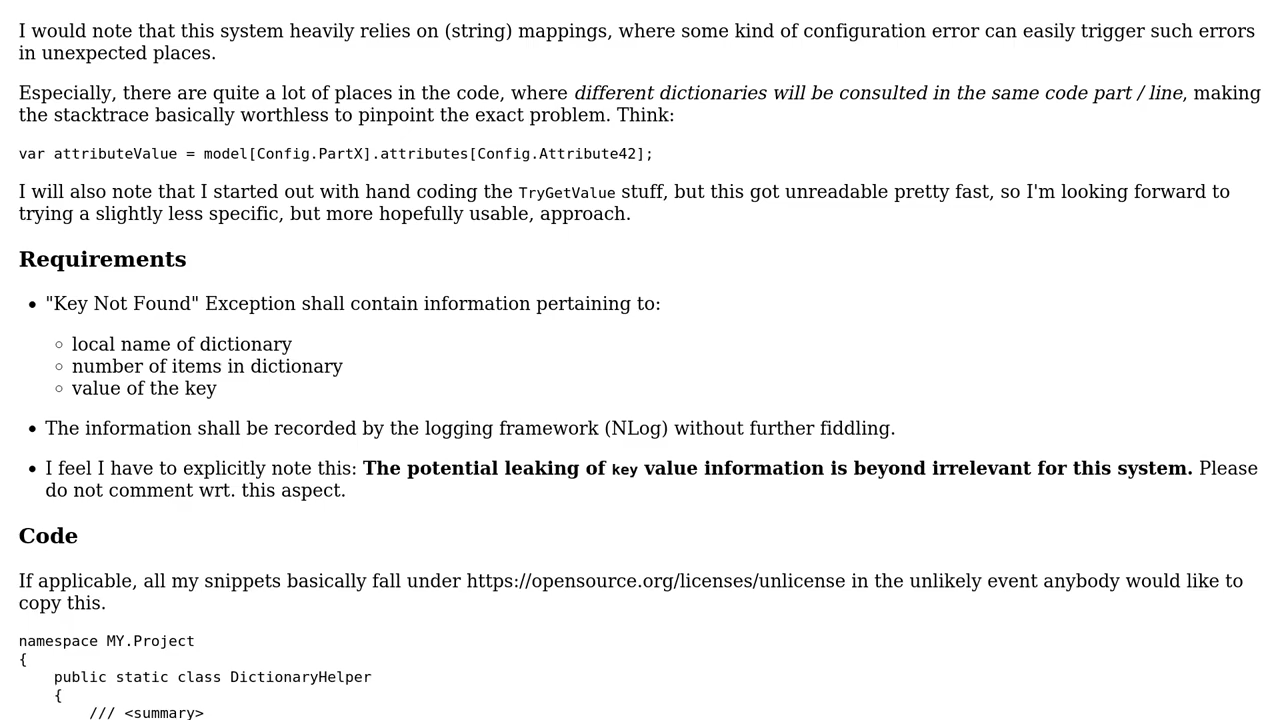 I would note that this system heavily relies on (string) mappings, where some kind of configuration error can easily trigger such errors
in unexpected places.
Especially, there are quite a lot of places in the code, where different dictionaries will be consulted in the same code part / line, making
the stacktrace basically worthless to pinpoint the exact problem. Think:
var attributeValue = model[Config.PartX].attributes[Config.Attribute42];
I will also note that I started out with hand coding the TryGetValue stuff, but this got unreadable pretty fast, so I'm looking forward to
trying a slightly less specific, but more hopefully usable, approach.
Requirements
• "Key Not Found" Exception shall contain information pertaining to:
◦ local name of dictionary
◦ number of items in dictionary
◦ value of the key
• The information shall be recorded by the logging framework (NLog) without further fiddling.
• I feel I have to explicitly note this: The potential leaking of key value information is beyond irrelevant for this system. Please
do not comment wrt. this aspect.
Code
If applicable, all my snippets basically fall under https://opensource.org/licenses/unlicense in the unlikely event anybody would like to
copy this.
namespace MY.Project
{
    public static class DictionaryHelper
    {
        /// <summary>